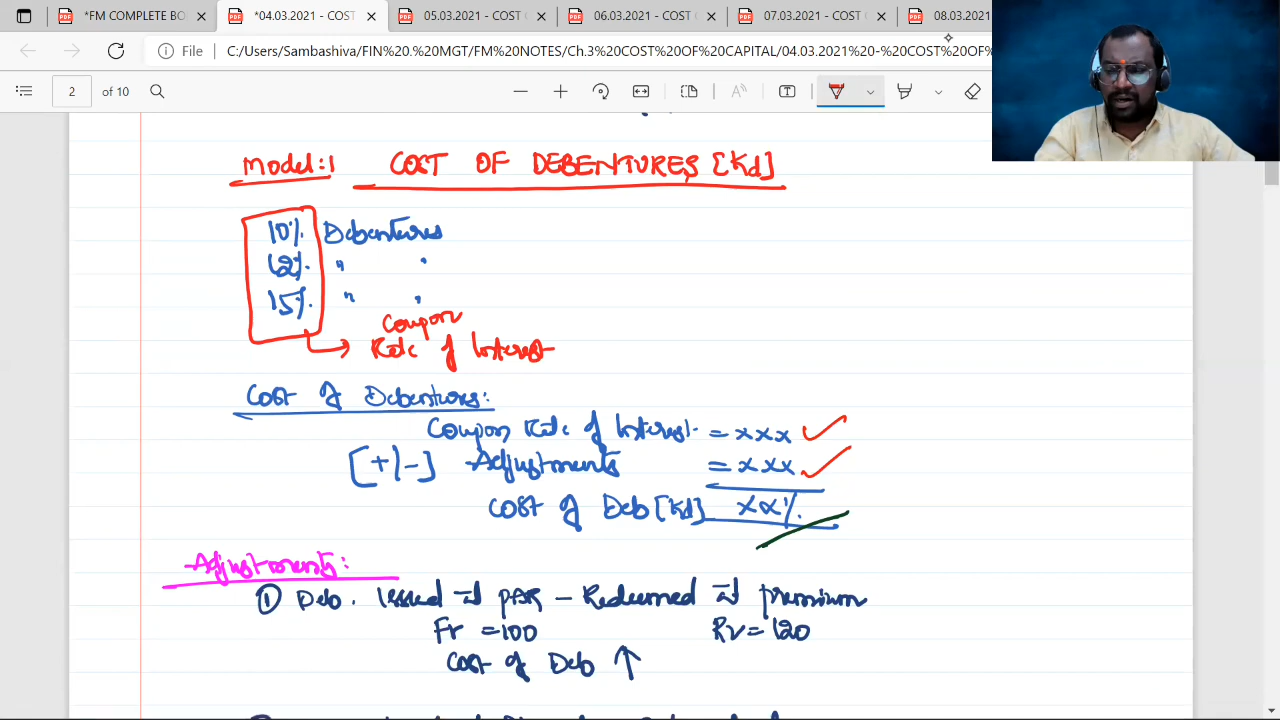 *FM COMPLETE BO
*04.03.2021 - COST
05.03.2021 - COST
06.03.2021 - COST
07.03.2021 - COST
08.03.2021
File
C:/Users/Sambashiva/FIN%20.%20MGT/FM%20NOTES/Ch.3%20COST%20OF%20CAPITAL/04.03.2021%20-%20COST%20OF%
2 of 10
Model:1 COST OF DEBENTURES [Kd]
10% Debentures
12% " "
15% " "
Coupon
Rate of Interest
Cost of Debentures:
Coupon Rate of Interest = xxx
[+/-] Adjustments = xxx
Cost of Deb [Kd] xx%
Adjustments:
① Deb. Issued at PAR - Redeemed at premium
Fv = 100 Rv = 120
Cost of Deb ↑